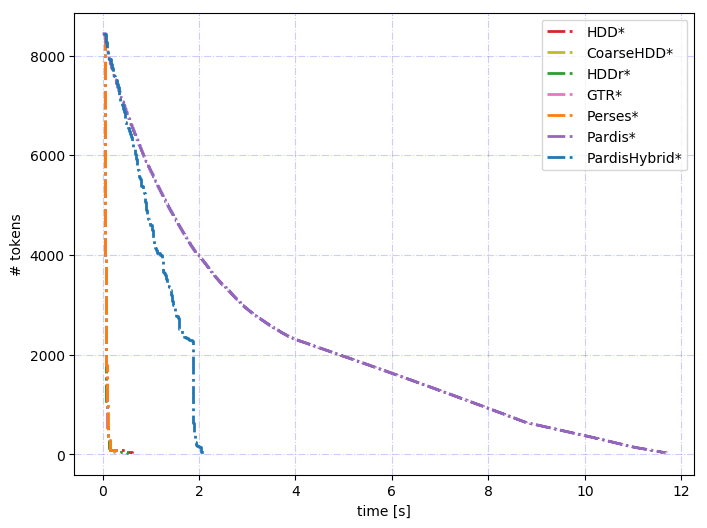 HDD*
CoarseHDD*
HDDr*
GTR*
Perses*
Pardis*
PardisHybrid*
8000
6000
4000
2000
0
# tokens
0 2 4 6 8 10 12
time [s]